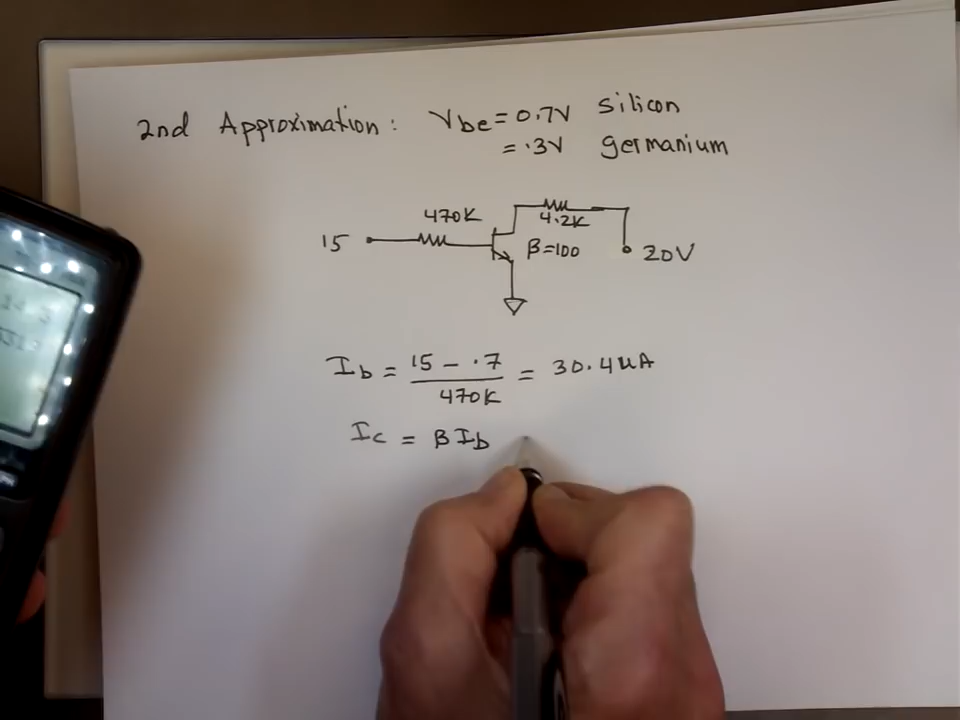 2nd Approximation: Vbe = 0.7V silicon
= .3V germanium
470K
4.2K
15
β=100
20V
Ib = 15 - .7 / 470K = 30.4uA
Ic = βIb